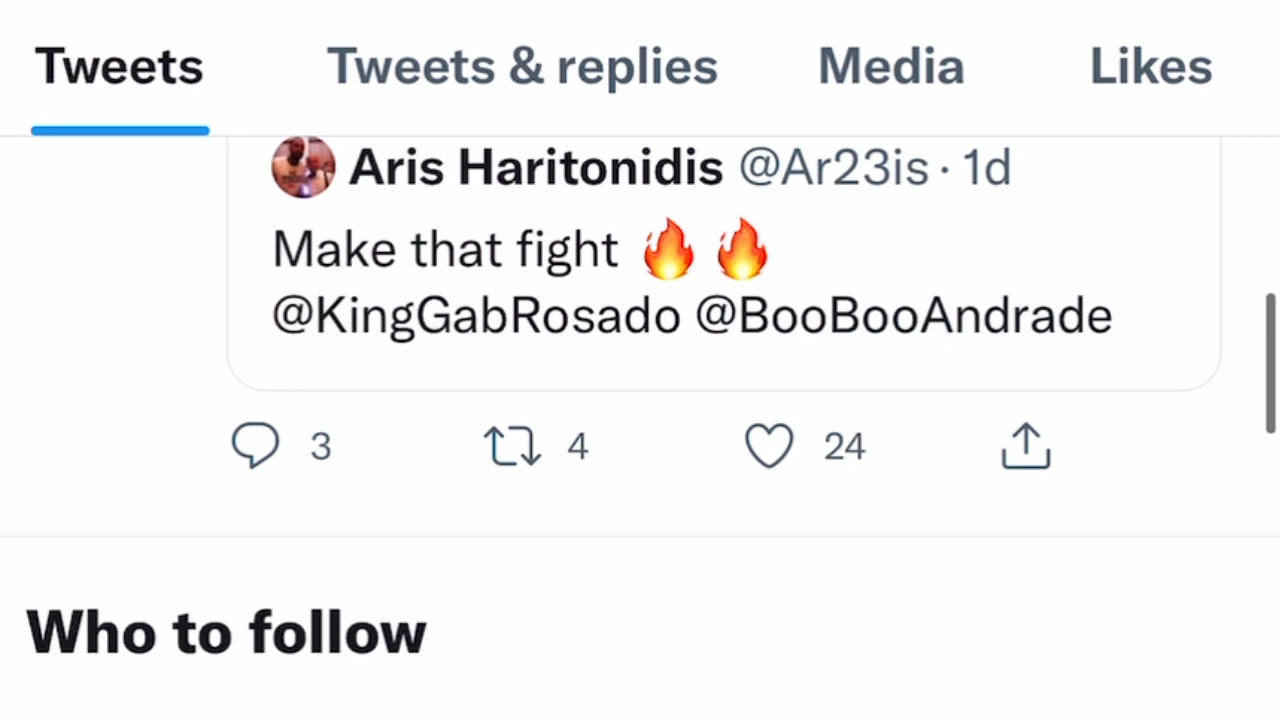 Tweets Tweets & replies Media Likes
Aris Haritonidis @Ar23is · 1d
Make that fight 🔥 🔥
@KingGabRosado @BooBooAndrade
3 4 24
Who to follow